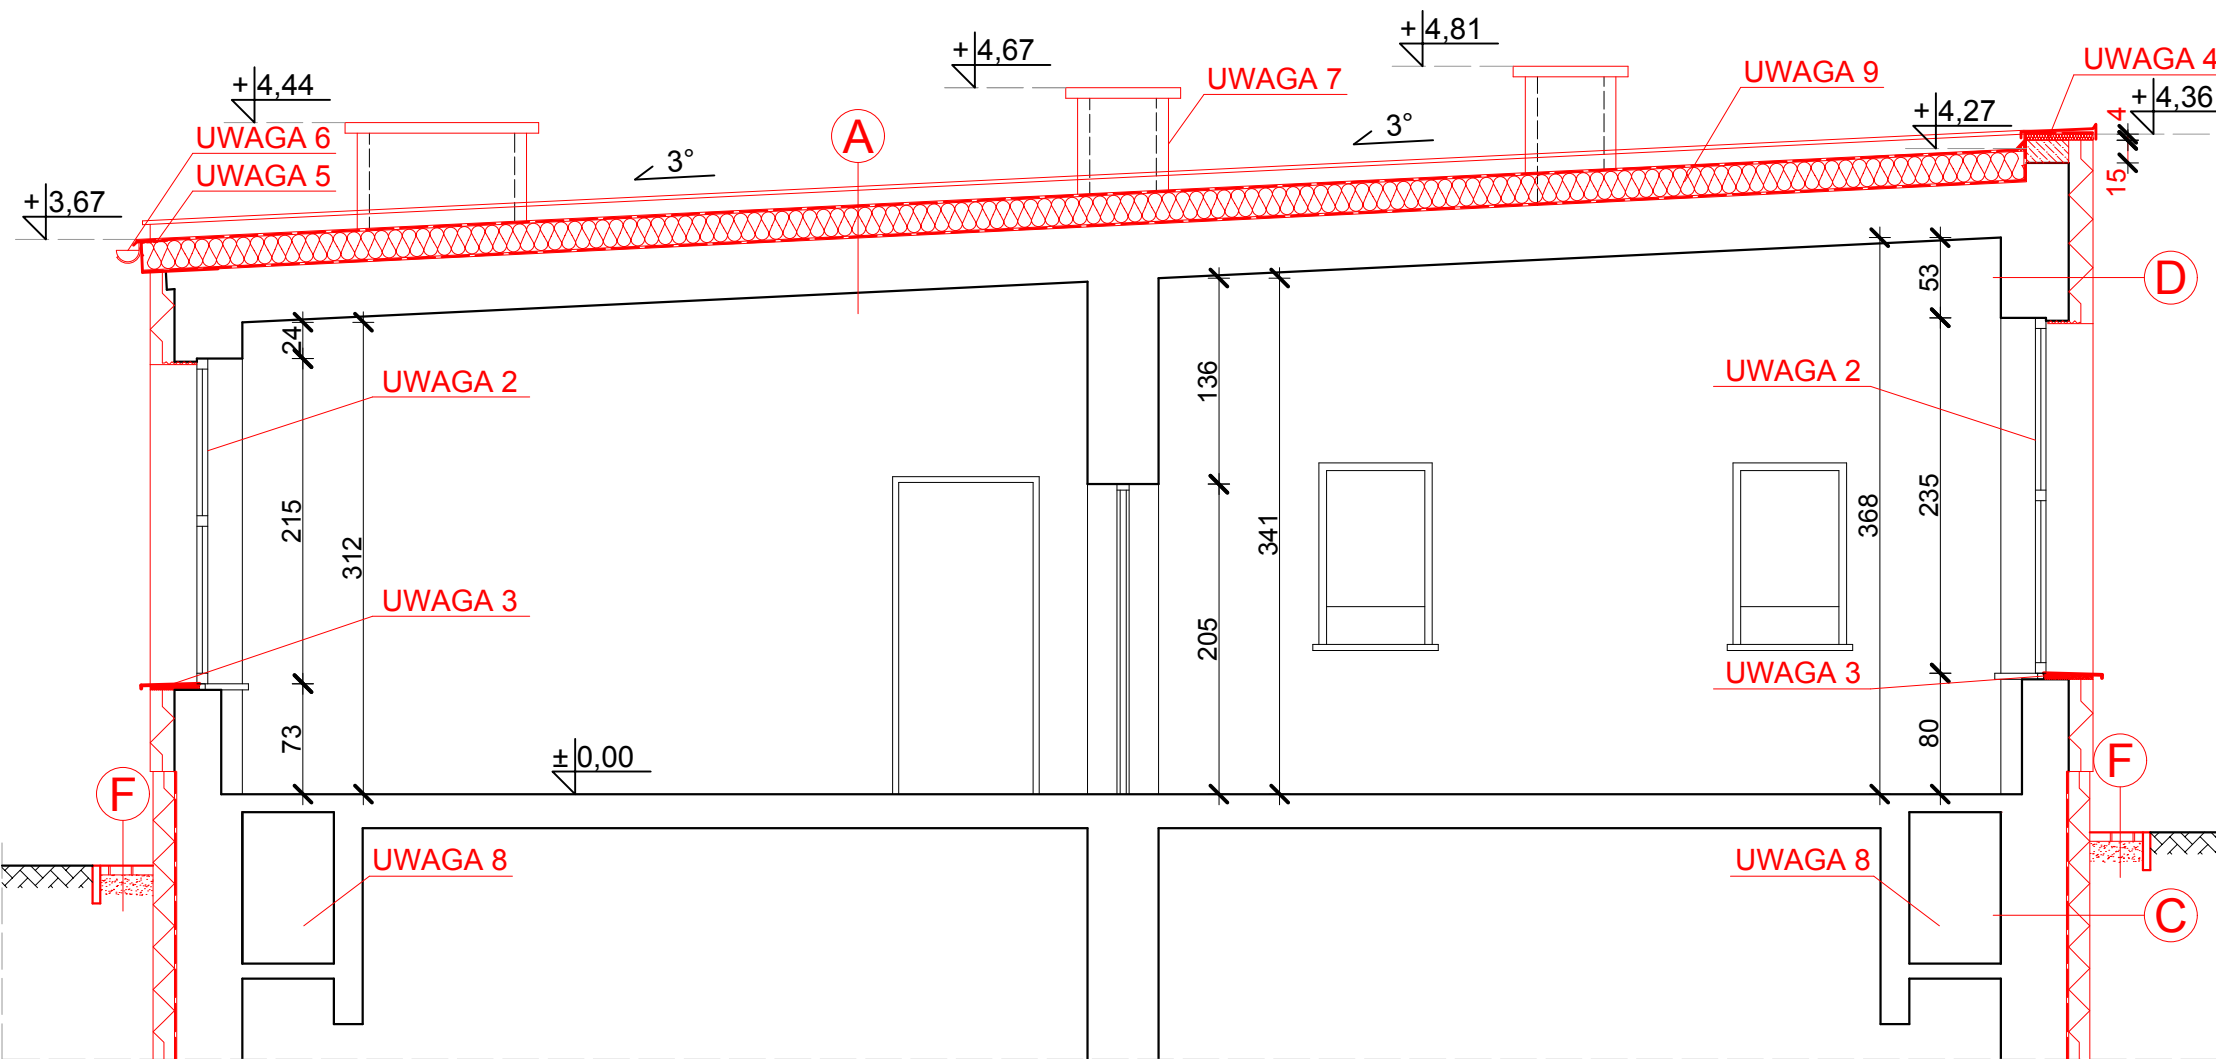 +4,81
+4,67
UWAGA 4
UWAGA 7
UWAGA 9
+4,44
+4,27
4
+4,36
UWAGA 6
A
3°
3°
UWAGA 5
15
+3,67
D
53
24
136
UWAGA 2
UWAGA 2
215
312
341
368
235
UWAGA 3
205
UWAGA 3
73
80
±0,00
F
F
UWAGA 8
UWAGA 8
C